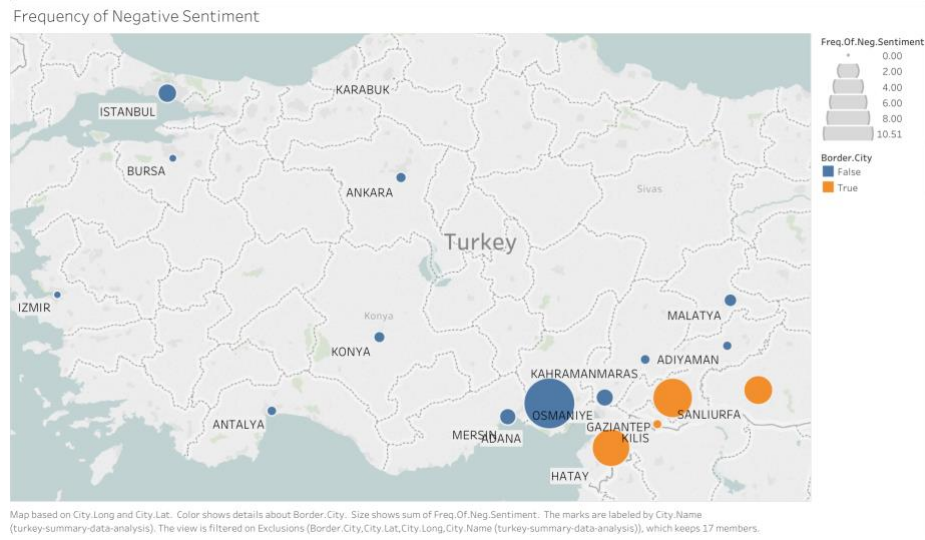 Frequency of Negative Sentiment
Freq.Of.Neg.Sentiment
0.00
2.00
4.00
6.00
8.00
10.51
Border.City
False
True
KARABUK
ISTANBUL
BURSA
ANKARA
Sivas
Turkey
IZMIR
Konya
MALATYA
KONYA
ADIYAMAN
KAHRAMANMARAS
OSMANIYE
SANLIURFA
ANTALYA
GAZIANTEP
MERSIN
ADANA
KILIS
HATAY
Map based on City.Long and City.Lat. Color shows details about Border.City. Size shows sum of Freq.Of.Neg.Sentiment. The marks are labeled by City.Name
(turkey-summary-data-analysis). The view is filtered on Exclusions (Border.City,City.Lat,City.Long,City.Name (turkey-summary-data-analysis)), which keeps 17 members.